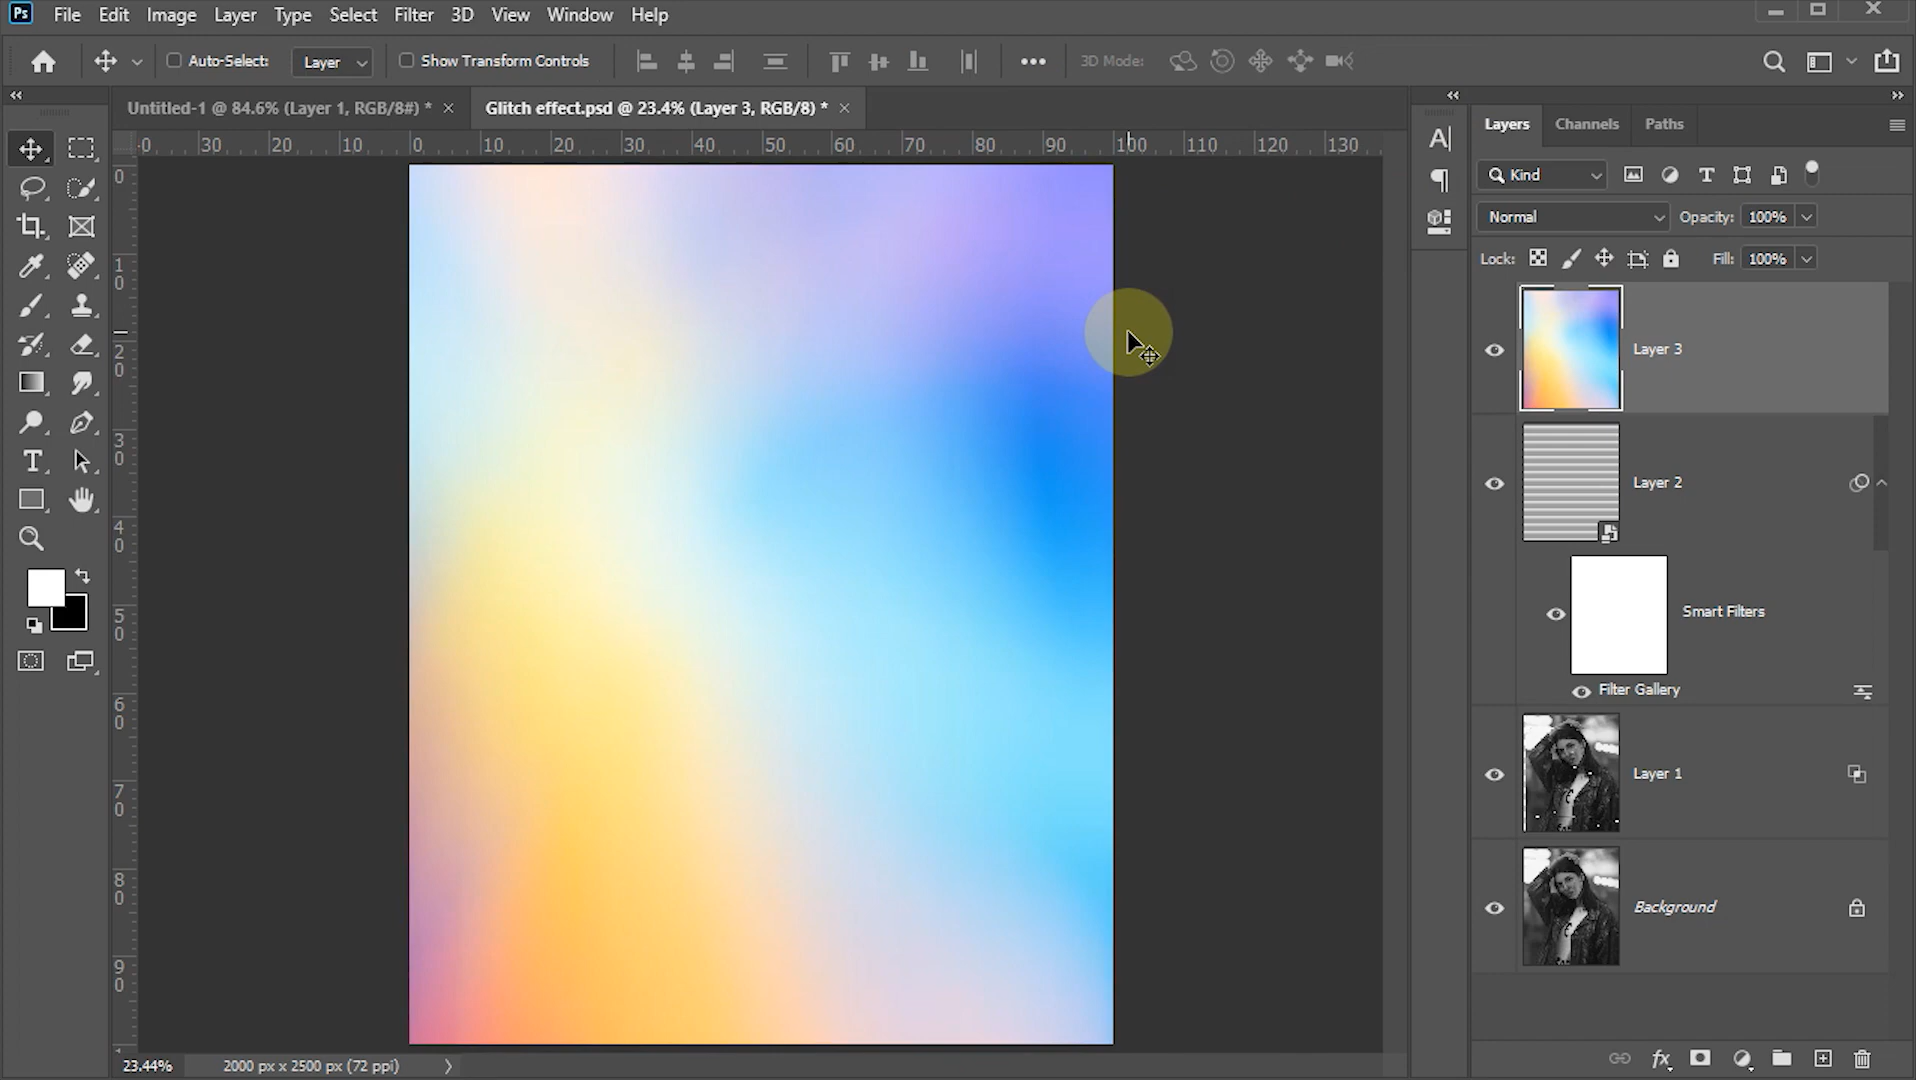 Ps File Edit Image Layer Type Select Filter 3D View Window Help
Auto-Select: Layer Show Transform Controls 3D Mode:
Untitled-1 @ 84.6% (Layer 1, RGB/8#) * Glitch effect.psd @ 23.4% (Layer 3, RGB/8) *
30 20 10 0 10 20 30 40 50 60 70 80 90 100 110 120 130
0
10
20
30
40
50
60
70
80
90
Layers Channels Paths
Kind
Normal Opacity: 100%
Lock: Fill: 100%
Layer 3
Layer 2
Smart Filters
Filter Gallery
Layer 1
Background
23.44% 2000 px x 2500 px (72 ppi)